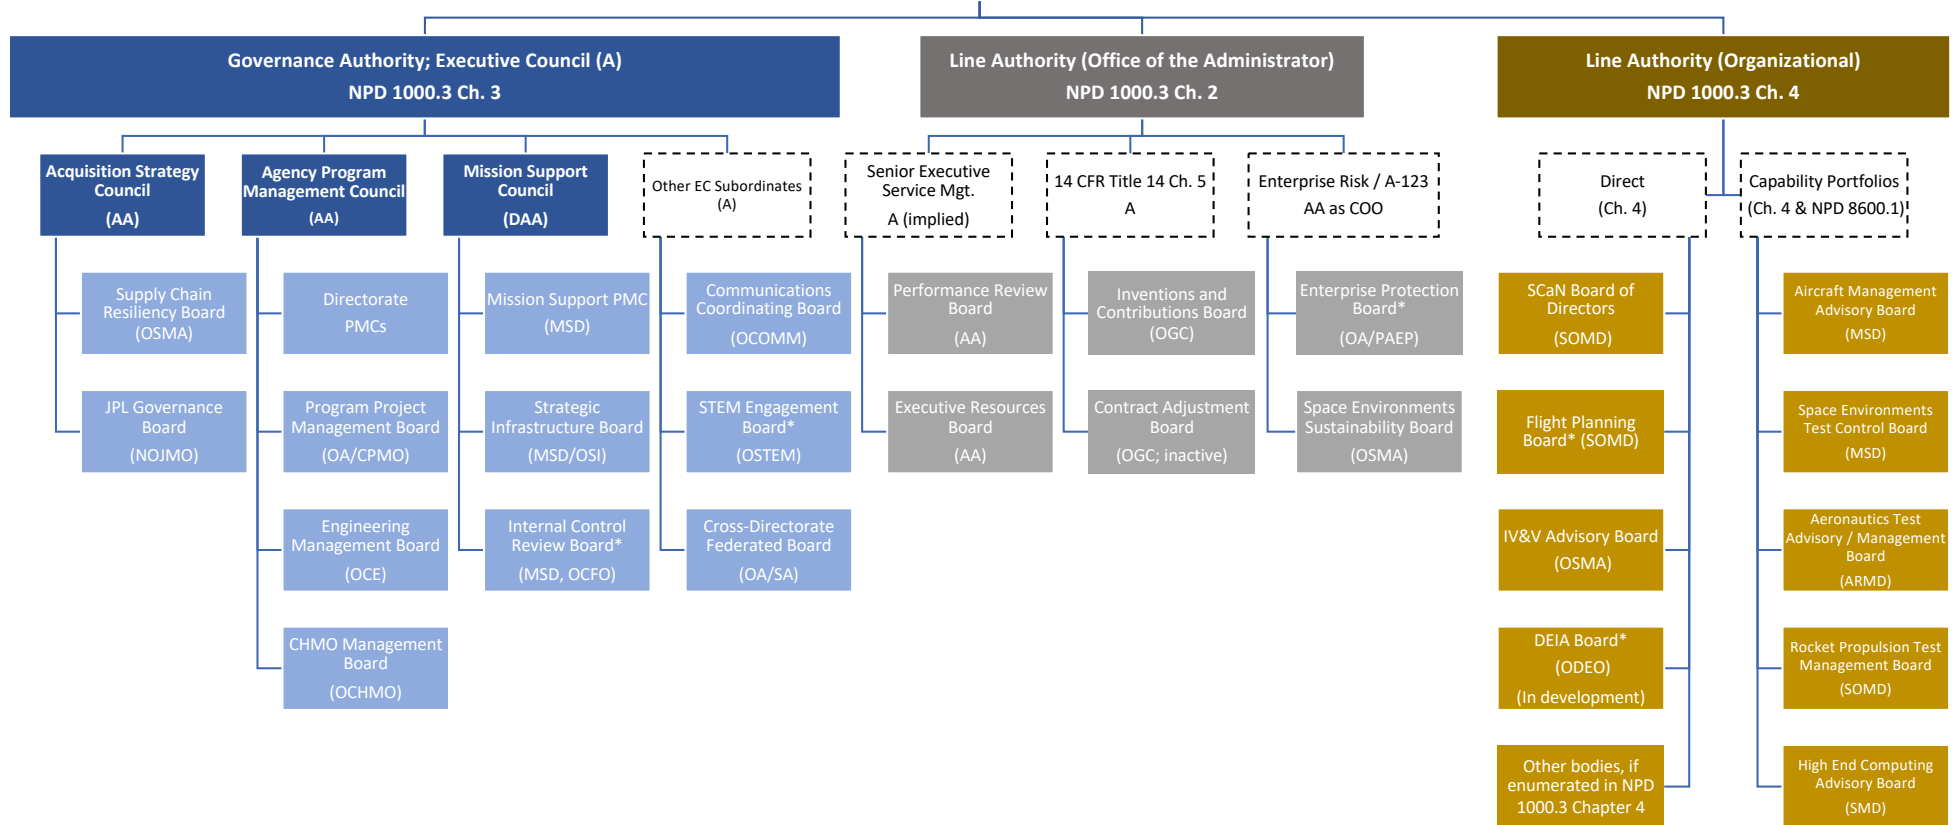 Governance Authority; Executive Council (A)
NPD 1000.3 Ch. 3
Line Authority (Office of the Administrator)
NPD 1000.3 Ch. 2
Line Authority (Organizational)
NPD 1000.3 Ch. 4
Acquisition Strategy
Council
(AA)
Agency Program
Management Council
(AA)
Mission Support
Council
(DAA)
Other EC Subordinates
(A)
Senior Executive
Service Mgt.
A (implied)
14 CFR Title 14 Ch. 5
A
Enterprise Risk / A-123
AA as COO
Direct
(Ch. 4)
Capability Portfolios
(Ch. 4 & NPD 8600.1)
Supply Chain
Resiliency Board
(OSMA)
JPL Governance
Board
(NOJMO)
Directorate
PMCs
Program Project
Management Board
(OA/CPMO)
Engineering
Management Board
(OCE)
CHMO Management
Board
(OCHMO)
Mission Support PMC
(MSD)
Strategic
Infrastructure Board
(MSD/OSI)
Internal Control
Review Board*
(MSD, OCFO)
Communications
Coordinating Board
(OCOMM)
STEM Engagement
Board*
(OSTEM)
Cross-Directorate
Federated Board
(OA/SA)
Performance Review
Board
(AA)
Executive Resources
Board
(AA)
Inventions and
Contributions Board
(OGC)
Contract Adjustment
Board
(OGC; inactive)
Enterprise Protection
Board*
(OA/PAEP)
Space Environments
Sustainability Board
(OSMA)
SCaN Board of
Directors
(SOMD)
Flight Planning
Board* (SOMD)
IV&V Advisory Board
(OSMA)
DEIA Board*
(ODEO)
(In development)
Other bodies, if
enumerated in NPD
1000.3 Chapter 4
Aircraft Management
Advisory Board
(MSD)
Space Environments
Test Control Board
(MSD)
Aeronautics Test
Advisory / Management
Board
(ARMD)
Rocket Propulsion Test
Management Board
(SOMD)
High End Computing
Advisory Board
(SMD)